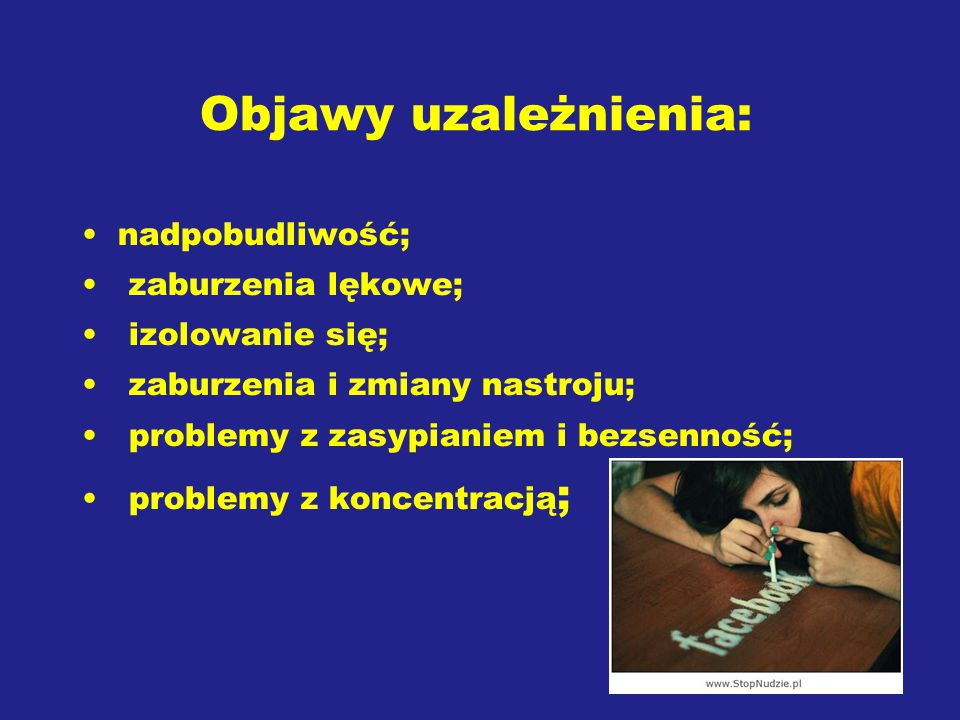 Objawy uzależnienia:
• nadpobudliwość;
• zaburzenia lękowe;
• izolowanie się;
• zaburzenia i zmiany nastroju;
• problemy z zasypianiem i bezsenność;
• problemy z koncentracją;
facebook
www.StopNudzie.pl